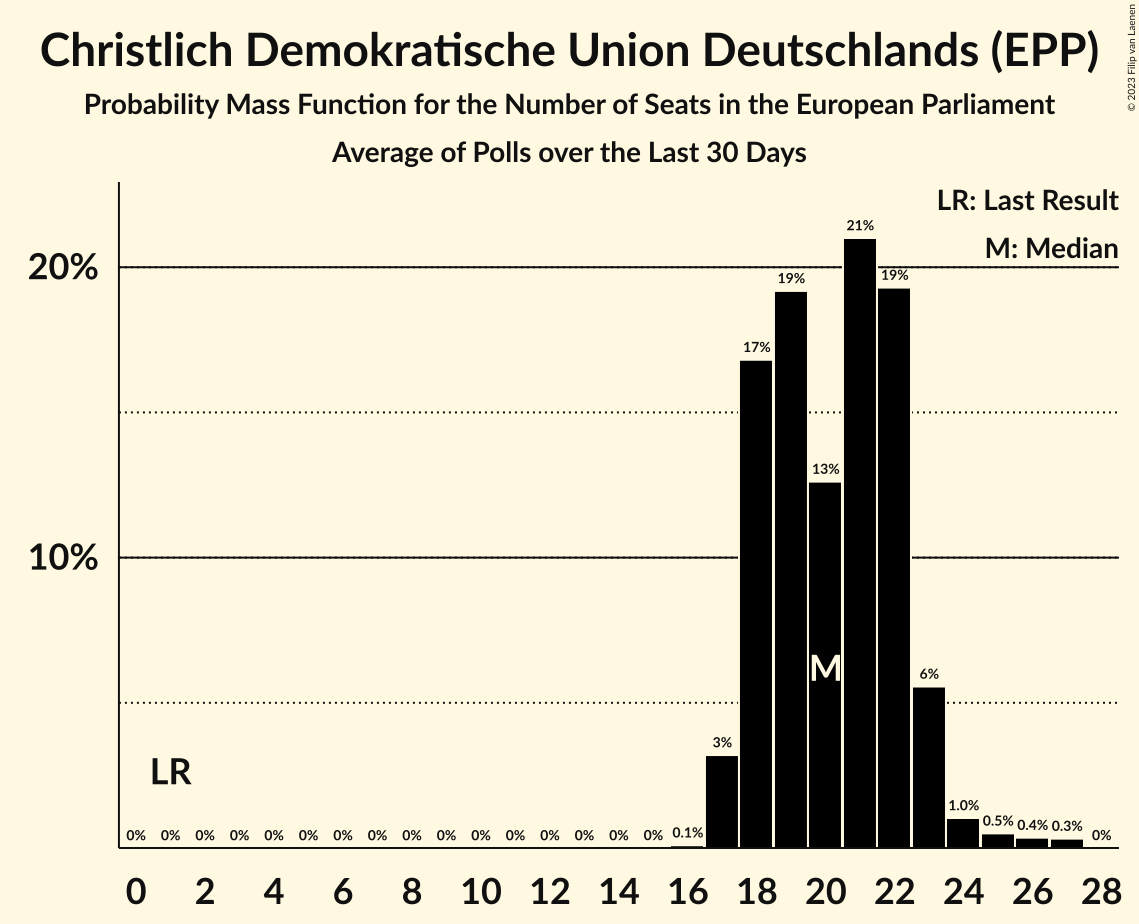 Christlich Demokratische Union Deutschlands (EPP)
Probability Mass Function for the Number of Seats in the European Parliament
Average of Polls over the Last 30 Days
© 2023 Filip van Laenen
LR: Last Result
M: Median
20%
10%
0% 0% 0% 0% 0% 0% 0% 0% 0% 0% 0% 0% 0% 0% 0% 0% 0.1% 3% 17% 19% 13% 21% 19% 6% 1.0% 0.5% 0.4% 0.3% 0%
LR
M
0 2 4 6 8 10 12 14 16 18 20 22 24 26 28